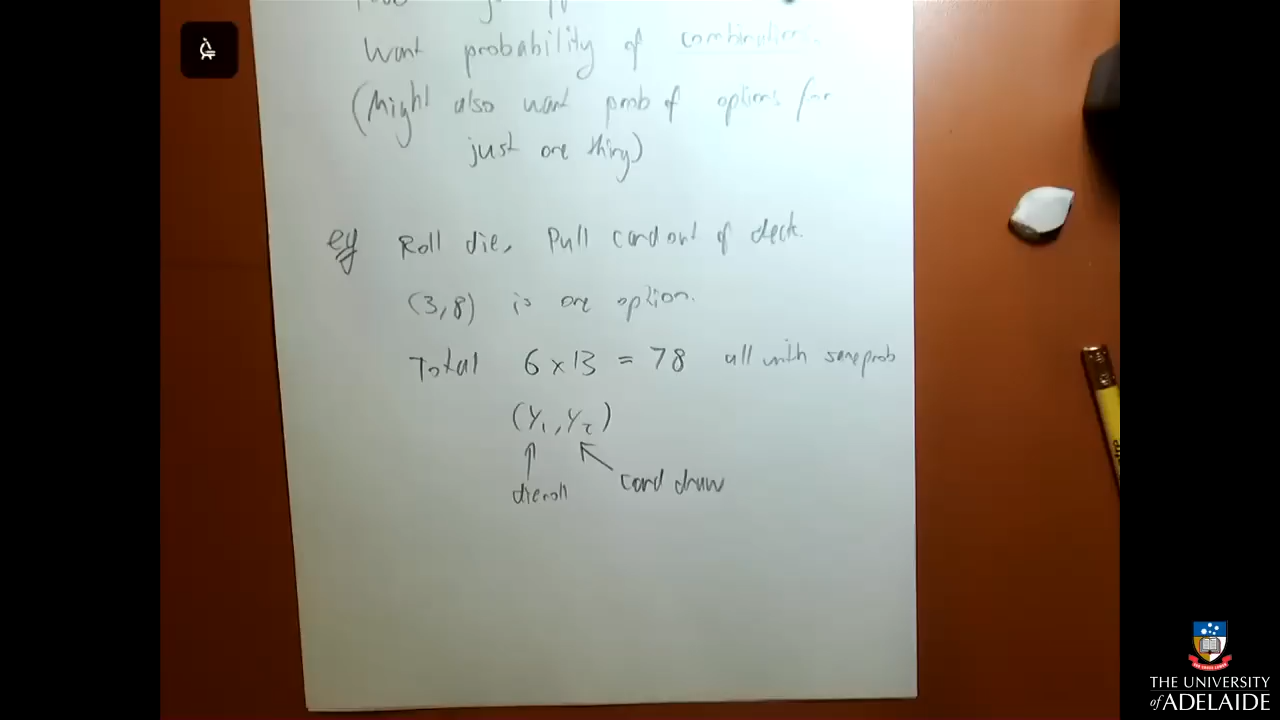 Want probability of combinations
(Might also want prob of options for
just one thing)
eg Roll die, Pull card out of deck.
(3,8) is one option.
Total 6 x 13 = 78 all with same prob
(Y₁, Y₂)
die roll card draw
THE UNIVERSITY
of ADELAIDE